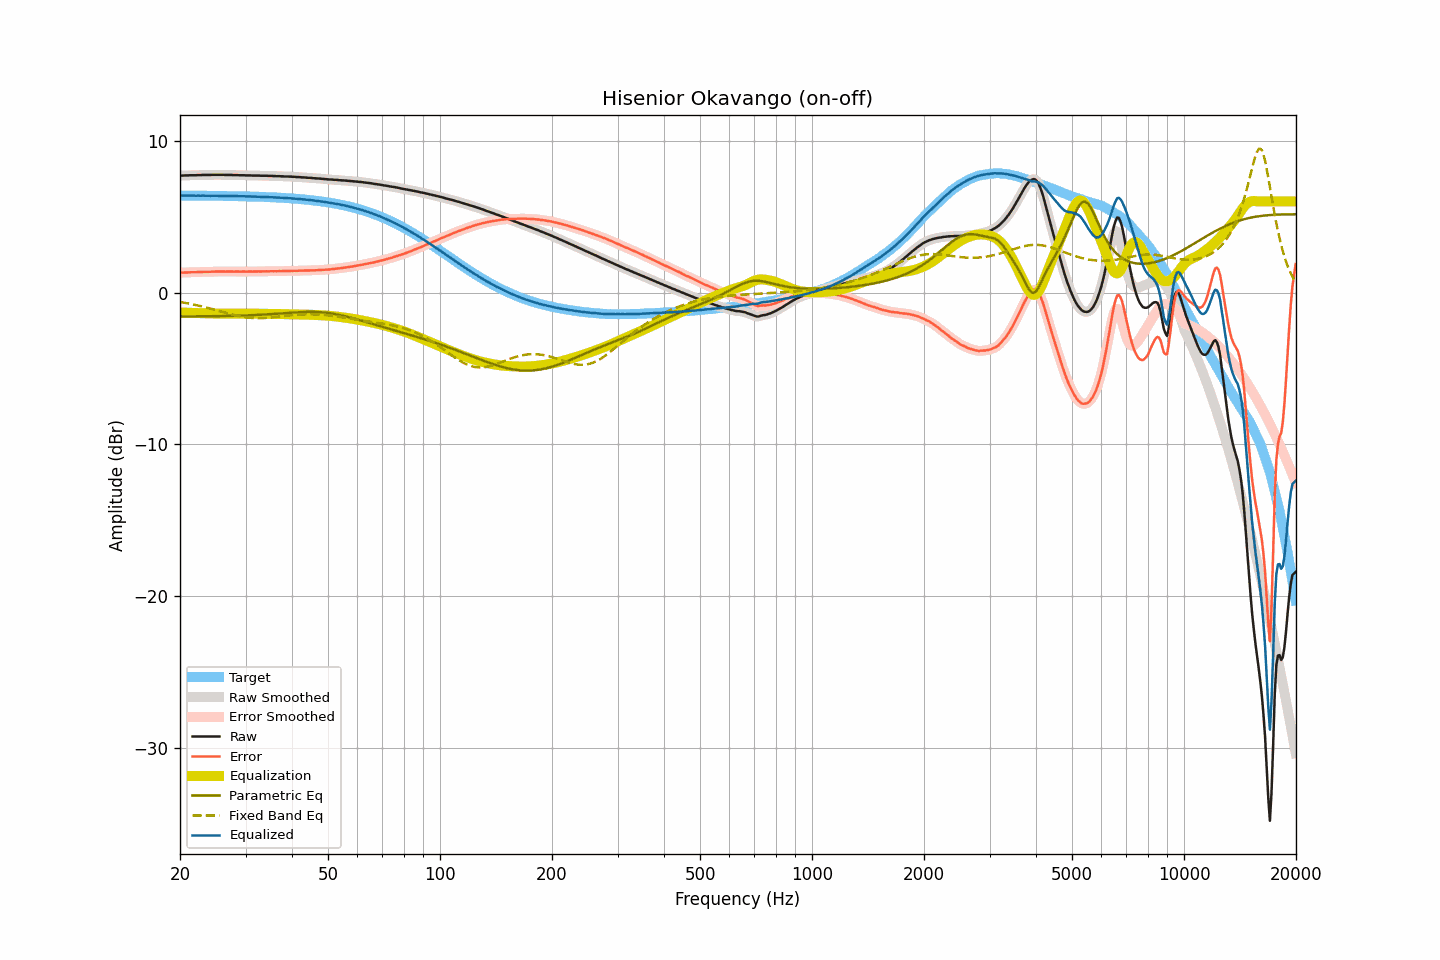 Hisenior Okavango (on-off)
10
0
−10
−20
−30
Amplitude (dBr)
Target
Raw Smoothed
Error Smoothed
Raw
Error
Equalization
Parametric Eq
Fixed Band Eq
Equalized
20 50 100 200 500 1000 2000 5000 10000 20000
Frequency (Hz)